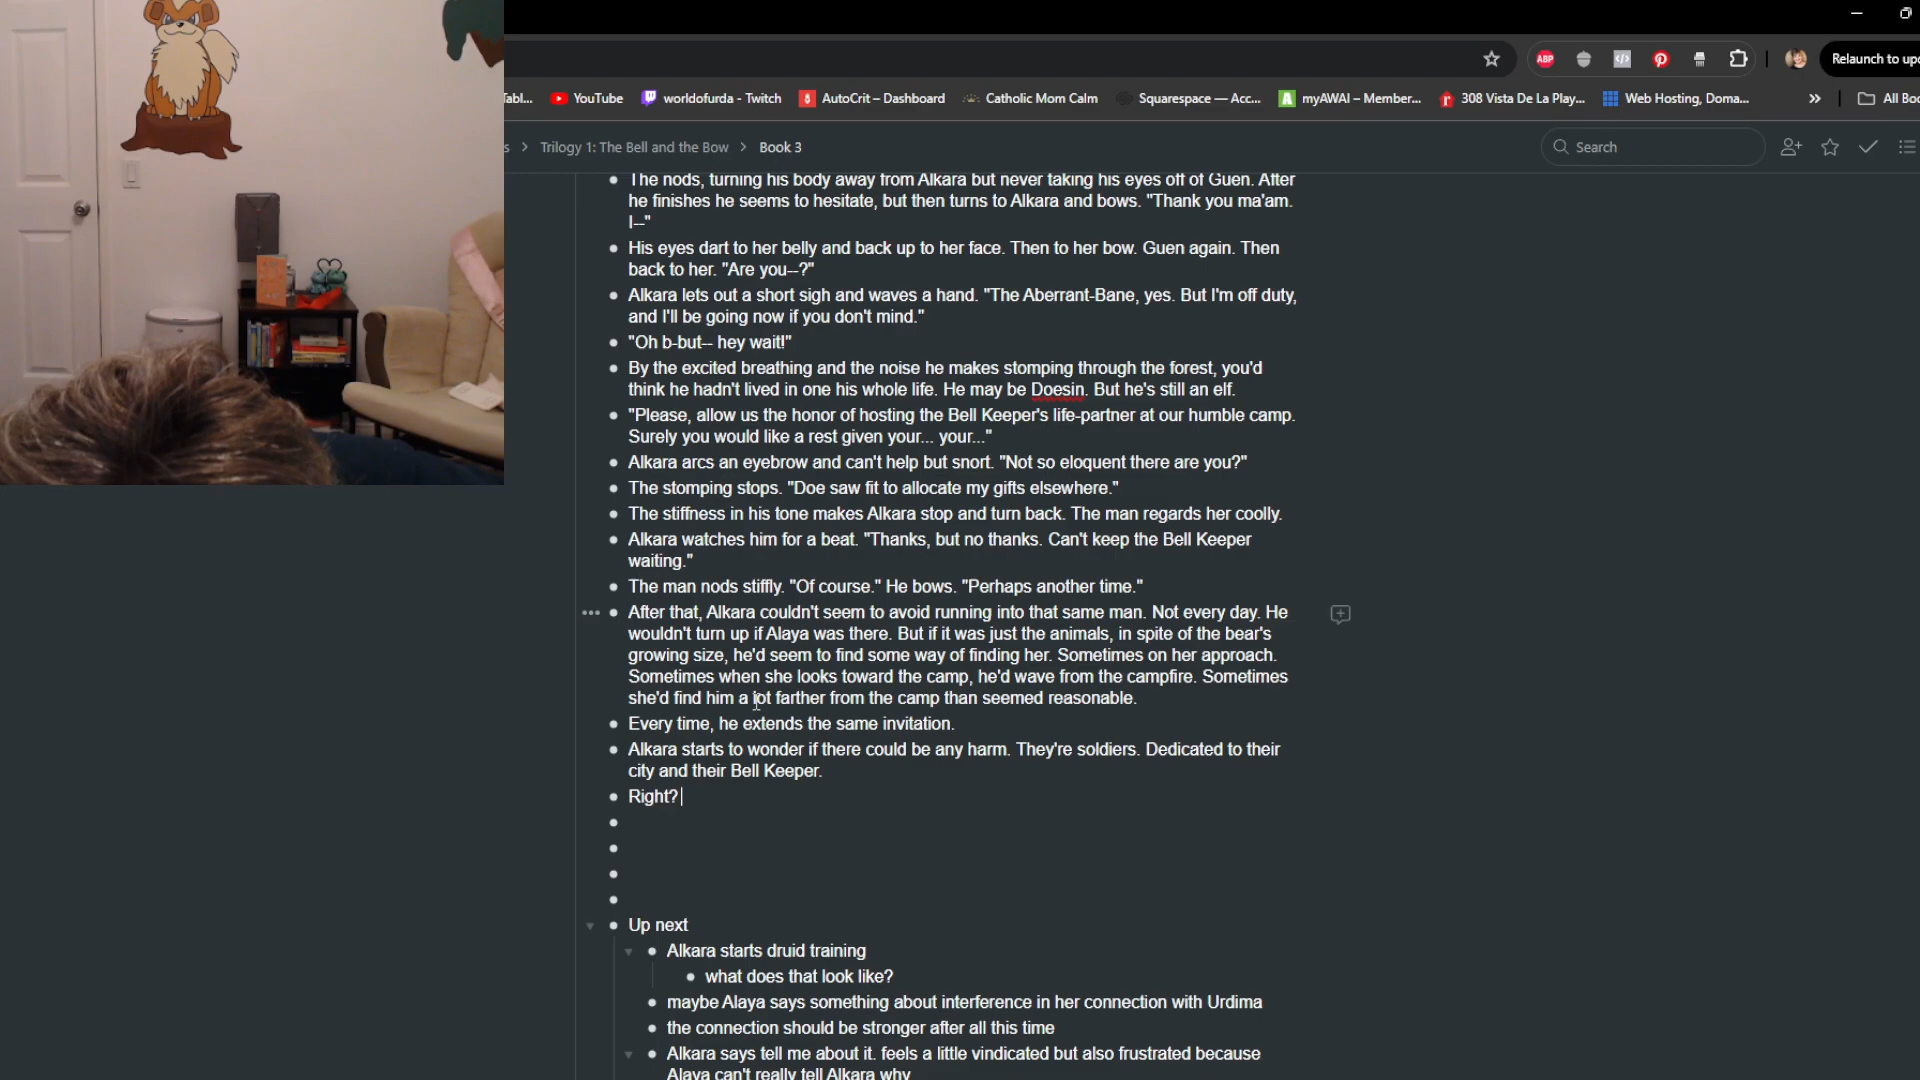 Relaunch to upd
ABP
Tabl...
YouTube
worldofurda - Twitch
AutoCrit – Dashboard
Catholic Mom Calm
Squarespace — Acc...
myAWAI – Member...
308 Vista De La Play...
Web Hosting, Doma...
»
All Boo
s > Trilogy 1: The Bell and the Bow > Book 3
Search
The nods, turning his body away from Alkara but never taking his eyes off of Guen. After
he finishes he seems to hesitate, but then turns to Alkara and bows. "Thank you ma'am.
I--"
His eyes dart to her belly and back up to her face. Then to her bow. Guen again. Then
back to her. "Are you--?"
Alkara lets out a short sigh and waves a hand. "The Aberrant-Bane, yes. But I'm off duty,
and I'll be going now if you don't mind."
"Oh b-but-- hey wait!"
By the excited breathing and the noise he makes stomping through the forest, you'd
think he hadn't lived in one his whole life. He may be Doesin. But he's still an elf.
"Please, allow us the honor of hosting the Bell Keeper's life-partner at our humble camp.
Surely you would like a rest given your... your..."
Alkara arcs an eyebrow and can't help but snort. "Not so eloquent there are you?"
The stomping stops. "Doe saw fit to allocate my gifts elsewhere."
The stiffness in his tone makes Alkara stop and turn back. The man regards her coolly.
Alkara watches him for a beat. "Thanks, but no thanks. Can't keep the Bell Keeper
waiting."
The man nods stiffly. "Of course." He bows. "Perhaps another time."
After that, Alkara couldn't seem to avoid running into that same man. Not every day. He
wouldn't turn up if Alaya was there. But if it was just the animals, in spite of the bear's
growing size, he'd seem to find some way of finding her. Sometimes on her approach.
Sometimes when she looks toward the camp, he'd wave from the campfire. Sometimes
she'd find him a lot farther from the camp than seemed reasonable.
Every time, he extends the same invitation.
Alkara starts to wonder if there could be any harm. They're soldiers. Dedicated to their
city and their Bell Keeper.
Right?
Up next
Alkara starts druid training
what does that look like?
maybe Alaya says something about interference in her connection with Urdima
the connection should be stronger after all this time
Alkara says tell me about it. feels a little vindicated but also frustrated because
Alaya can't really tell Alkara why